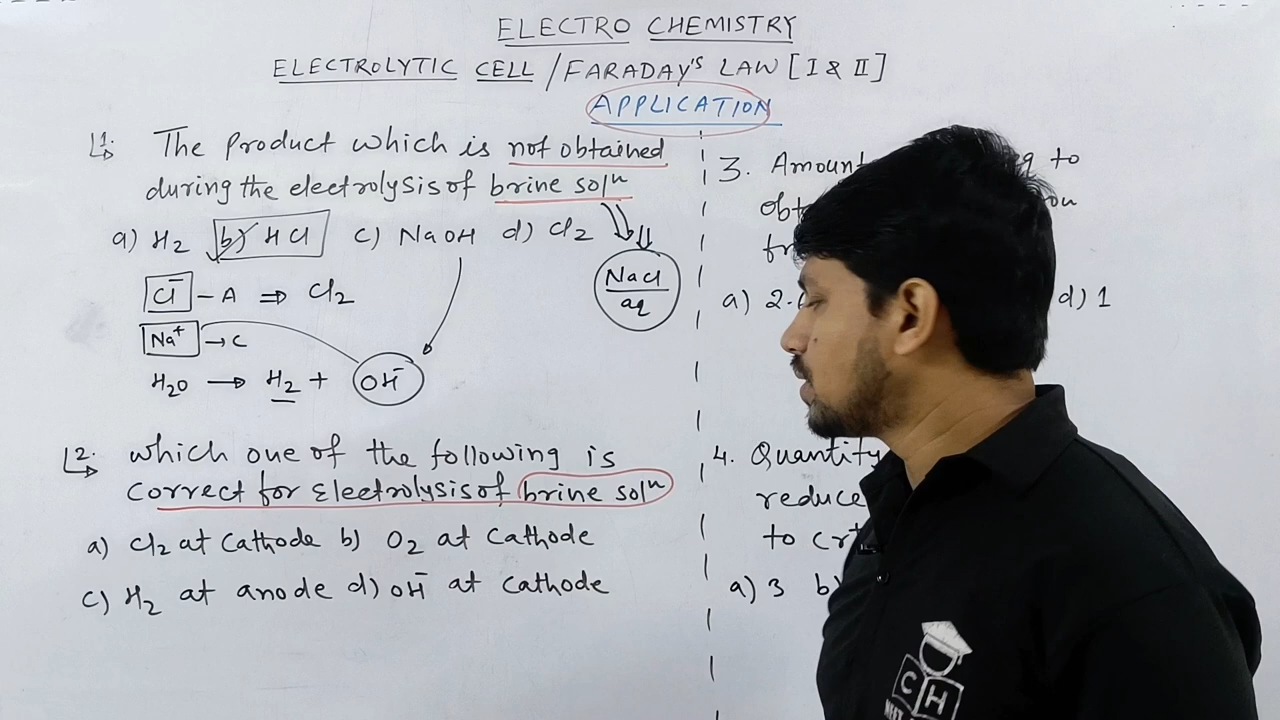 ELECTRO CHEMISTRY
ELECTROLYTIC CELL / FARADAY'S LAW [I & II]
APPLICATION
1. The Product which is not obtained
during the electrolysis of brine solⁿ
a) H₂ b) HCl c) NaOH d) Cl₂
NaCl
aq
Cl⁻ - A ⇒ Cl₂
Na⁺ → C
H₂O → H₂ + OH⁻
2. which one of the following is
correct for Electrolysis of brine solⁿ
a) Cl₂ at Cathode b) O₂ at Cathode
c) H₂ at anode d) OH⁻ at Cathode
3. Amount to
a) 2. d) 1
4. Quantity
reduce
to
a) 3 b)
CH